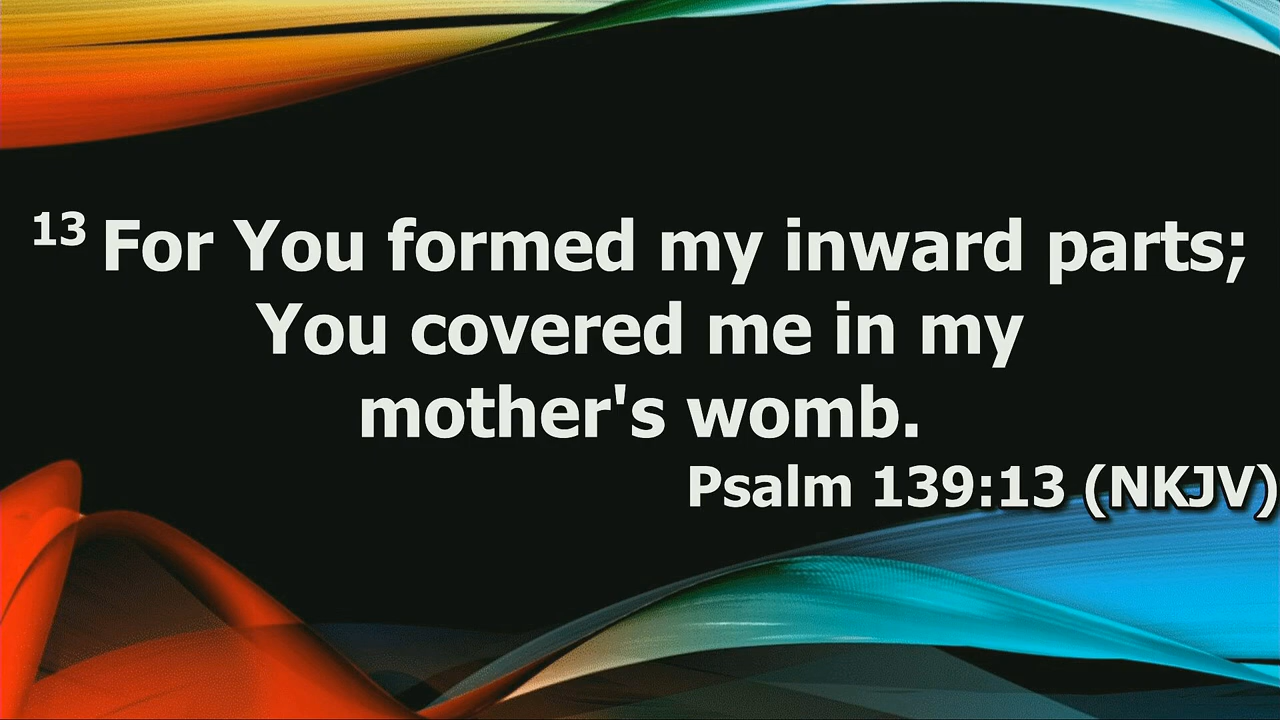 13 For You formed my inward parts;
You covered me in my
mother's womb.
Psalm 139:13 (NKJV)